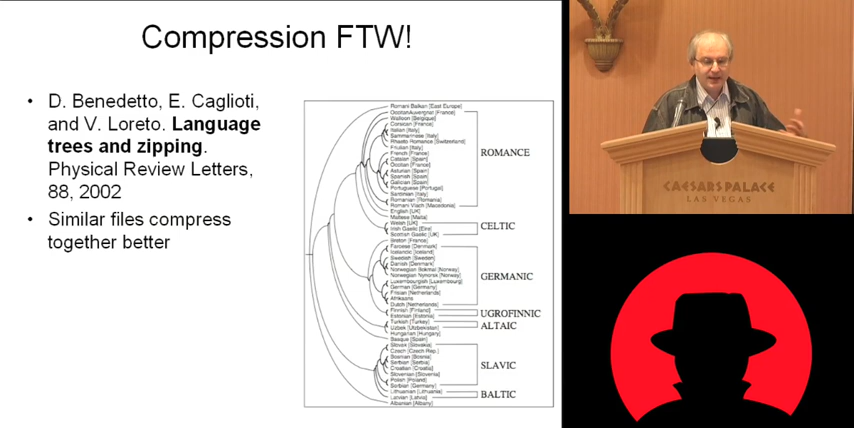 Compression FTW!
• D. Benedetto, E. Caglioti,
and V. Loreto. Language
trees and zipping.
Physical Review Letters,
88, 2002
• Similar files compress
together better
Romani Balkan [East Europe]
OccitanAuvergnat [France]
Walloon [Belgique]
Corsican [France]
Italian [Italy]
Sammarinese [Italy]
Rhaeto Romance [Switzerland]
Friulian [Italy]
French [France]
Catalan [Spain]
Occitan [France]
Asturian [Spain]
Spanish [Spain]
Galician [Spain]
Portuguese [Portugal]
Sardinian [Italy]
Romanian [Romania]
Romani Vlach [Macedonia]
English [UK]
Maltese [Malta]
Welsh [UK]
Irish Gaelic [Eire]
Scottish Gaelic [UK]
Breton [France]
Faroese [Denmark]
Icelandic [Iceland]
Swedish [Sweden]
Danish [Denmark]
Norwegian Bokmal [Norway]
Norwegian Nynorsk [Norway]
Luxembourgish [Luxembourg]
German [Germany]
Frisian [Netherlands]
Afrikaans
Dutch [Netherlands]
Finnish [Finland]
Estonian [Estonia]
Turkish [Turkey]
Uzbek [Utzbekistan]
Hungarian [Hungary]
Basque [Spain]
Slovak [Slovakia]
Czech [Czech Rep.]
Bosnian [Bosnia]
Serbian [Serbia]
Croatian [Croatia]
Slovenian [Slovenia]
Polish [Poland]
Sorbian [Germany]
Lithuanian [Lithuania]
Latvian [Latvia]
Albanian [Albany]
ROMANCE
CELTIC
GERMANIC
UGROFINNIC
ALTAIC
SLAVIC
BALTIC
CAESARS PALACE
LAS VEGAS